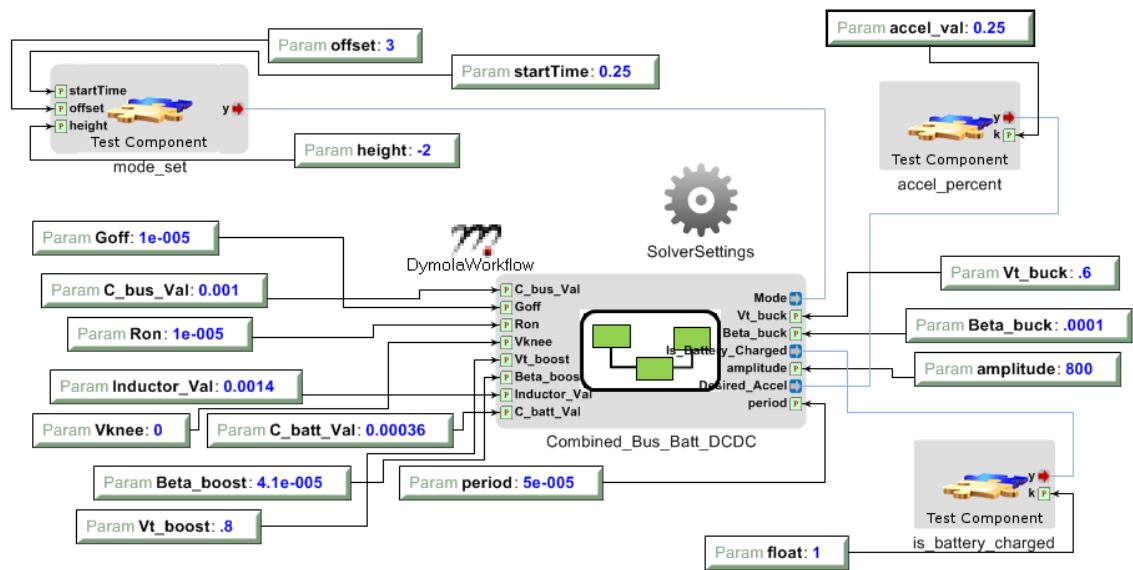 Param offset: 3
Param accel_val: 0.25
Param startTime: 0.25
P startTime
P offset
P height
y
Test Component
mode_set
Param height: -2
y
k P
Test Component
accel_percent
SolverSettings
DymolaWorkflow
Param Goff: 1e-005
Param C_bus_Val: 0.001
Param Ron: 1e-005
Param Inductor_Val: 0.0014
Param Vknee: 0
Param C_batt_Val: 0.00036
Param Beta_boost: 4.1e-005
Param Vt_boost: .8
Param period: 5e-005
P C_bus_Val
P Goff
P Ron
P Vknee
P Vt_boost
P Beta_boos
P Inductor_Val
P C_batt_Val
Mode
Vt_buck P
Beta_buck P
Is_Battery_Charged
amplitude P
Desired_Accel
period P
Combined_Bus_Batt_DCDC
Param Vt_buck: .6
Param Beta_buck: .0001
Param amplitude: 800
y
k P
Test Component
is_battery_charged
Param float: 1